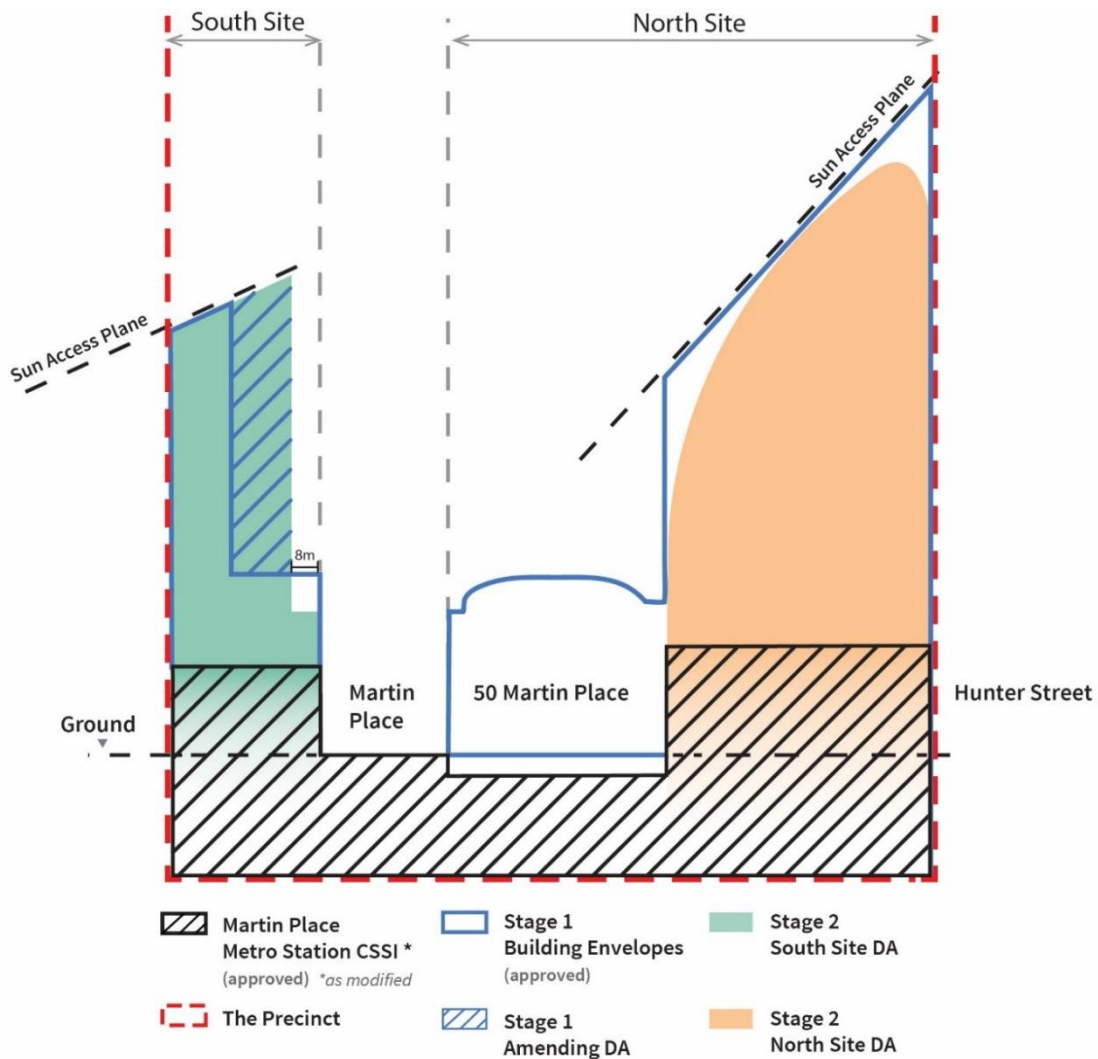 South Site
North Site
Sun Access Plane
Sun Access Plane
8m
Martin
Place
50 Martin Place
Hunter Street
Ground
Martin Place
Metro Station CSSI *
(approved) *as modified
Stage 1
Building Envelopes
(approved)
Stage 2
South Site DA
The Precinct
Stage 1
Amending DA
Stage 2
North Site DA